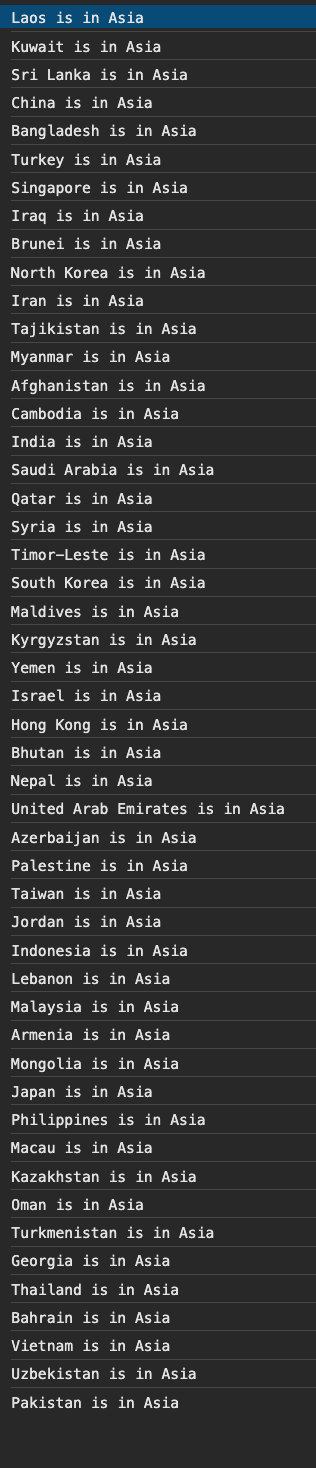 Laos is in Asia
Kuwait is in Asia
Sri Lanka is in Asia
China is in Asia
Bangladesh is in Asia
Turkey is in Asia
Singapore is in Asia
Iraq is in Asia
Brunei is in Asia
North Korea is in Asia
Iran is in Asia
Tajikistan is in Asia
Myanmar is in Asia
Afghanistan is in Asia
Cambodia is in Asia
India is in Asia
Saudi Arabia is in Asia
Qatar is in Asia
Syria is in Asia
Timor-Leste is in Asia
South Korea is in Asia
Maldives is in Asia
Kyrgyzstan is in Asia
Yemen is in Asia
Israel is in Asia
Hong Kong is in Asia
Bhutan is in Asia
Nepal is in Asia
United Arab Emirates is in Asia
Azerbaijan is in Asia
Palestine is in Asia
Taiwan is in Asia
Jordan is in Asia
Indonesia is in Asia
Lebanon is in Asia
Malaysia is in Asia
Armenia is in Asia
Mongolia is in Asia
Japan is in Asia
Philippines is in Asia
Macau is in Asia
Kazakhstan is in Asia
Oman is in Asia
Turkmenistan is in Asia
Georgia is in Asia
Thailand is in Asia
Bahrain is in Asia
Vietnam is in Asia
Uzbekistan is in Asia
Pakistan is in Asia